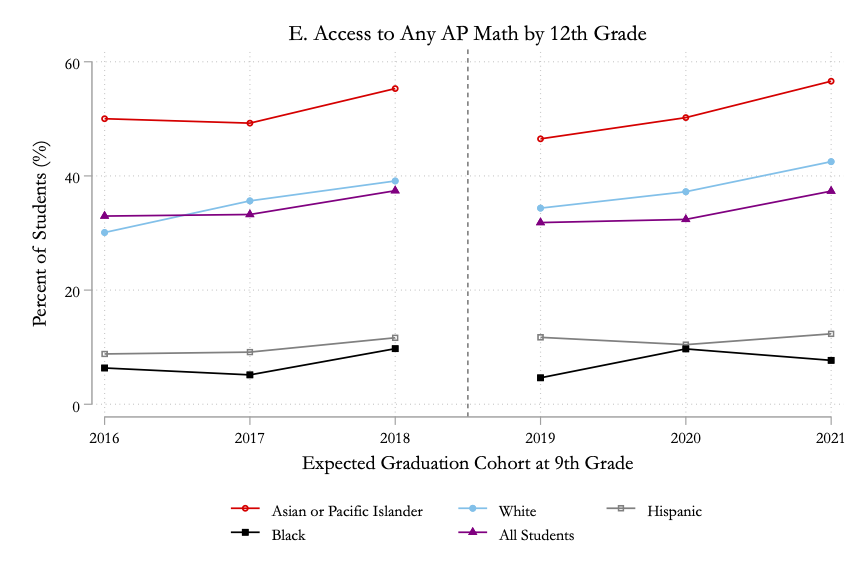 E. Access to Any AP Math by 12th Grade
Percent of Students (%)
60
40
20
0
2016 2017 2018 2019 2020 2021
Expected Graduation Cohort at 9th Grade
Asian or Pacific Islander White Hispanic
Black All Students